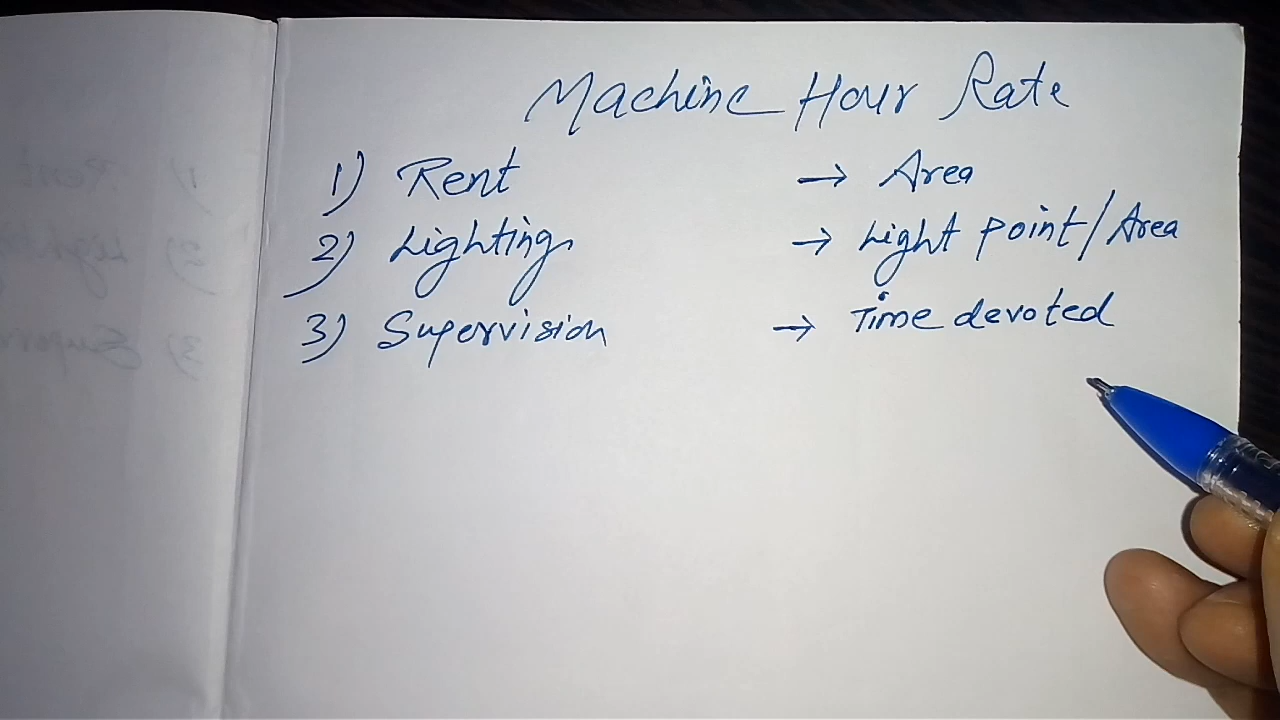 Machine Hour Rate
1) Rent → Area
2) Lighting → Light point/Area
3) Supervision → Time devoted